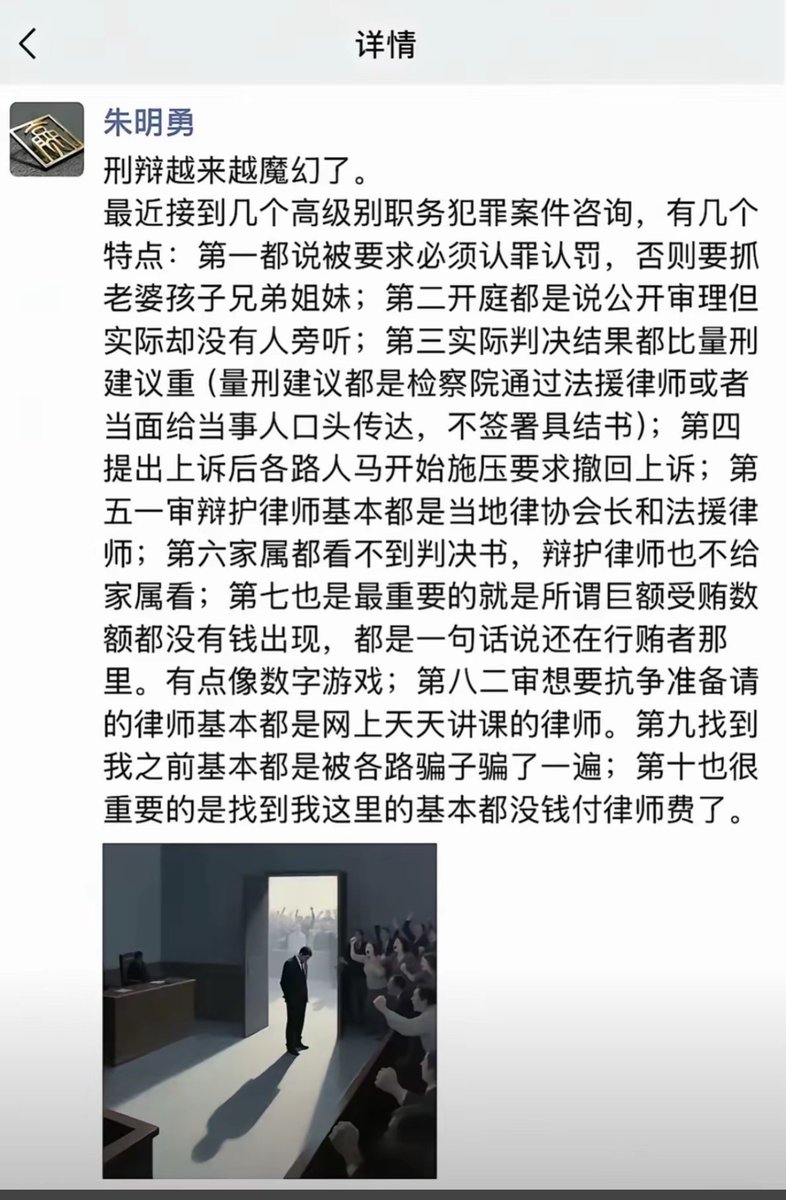 详情
朱明勇
刑辩越来越魔幻了。
最近接到几个高级别职务犯罪案件咨询，有几个
特点：第一都说被要求必须认罪认罚，否则要抓
老婆孩子兄弟姐妹；第二开庭都是说公开审理但
实际却没有人旁听；第三实际判决结果都比量刑
建议重（量刑建议都是检察院通过法援律师或者
当面给当事人口头传达，不签署具结书）；第四
提出上诉后各路人马开始施压要求撤回上诉；第
五一审辩护律师基本都是当地律协会长和法援律
师；第六家属都看不到判决书，辩护律师也不给
家属看；第七也是最重要的就是所谓巨额受贿数
额都没有钱出现，都是一句话说还在行贿者那
里。有点像数字游戏；第八二审想要抗争准备请
的律师基本都是网上天天讲课的律师。第九找到
我之前基本都是被各路骗子骗了一遍；第十也很
重要的是找到我这里的基本都没钱付律师费了。